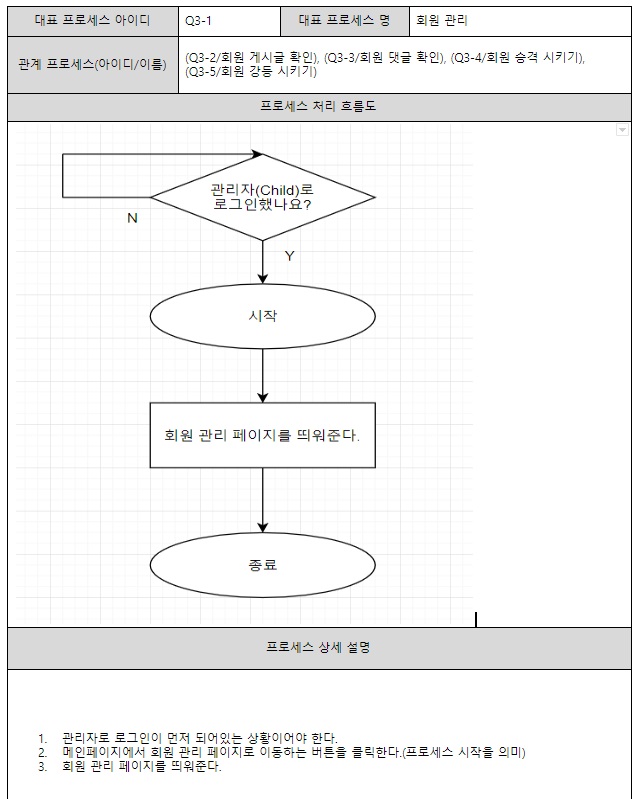 대표 프로세스 아이디
Q3-1
대표 프로세스 명
회원 관리
관계 프로세스(아이디/이름)
(Q3-2/회원 게시글 확인), (Q3-3/회원 댓글 확인), (Q3-4/회원 승격 시키기),
(Q3-5/회원 강등 시키기)
프로세스 처리 흐름도
관리자(Child)로
로그인했나요?
N
Y
시작
회원 관리 페이지를 띄워준다.
종료
프로세스 상세 설명
1. 관리자로 로그인이 먼저 되어있는 상황이어야 한다.
2. 메인페이지에서 회원 관리 페이지로 이동하는 버튼을 클릭한다.(프로세스 시작을 의미)
3. 회원 관리 페이지를 띄워준다.